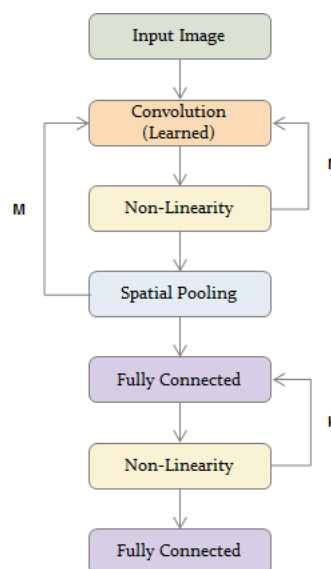 Input Image
Convolution
(Learned)
M
Non-Linearity
Spatial Pooling
Fully Connected
Non-Linearity
Fully Connected